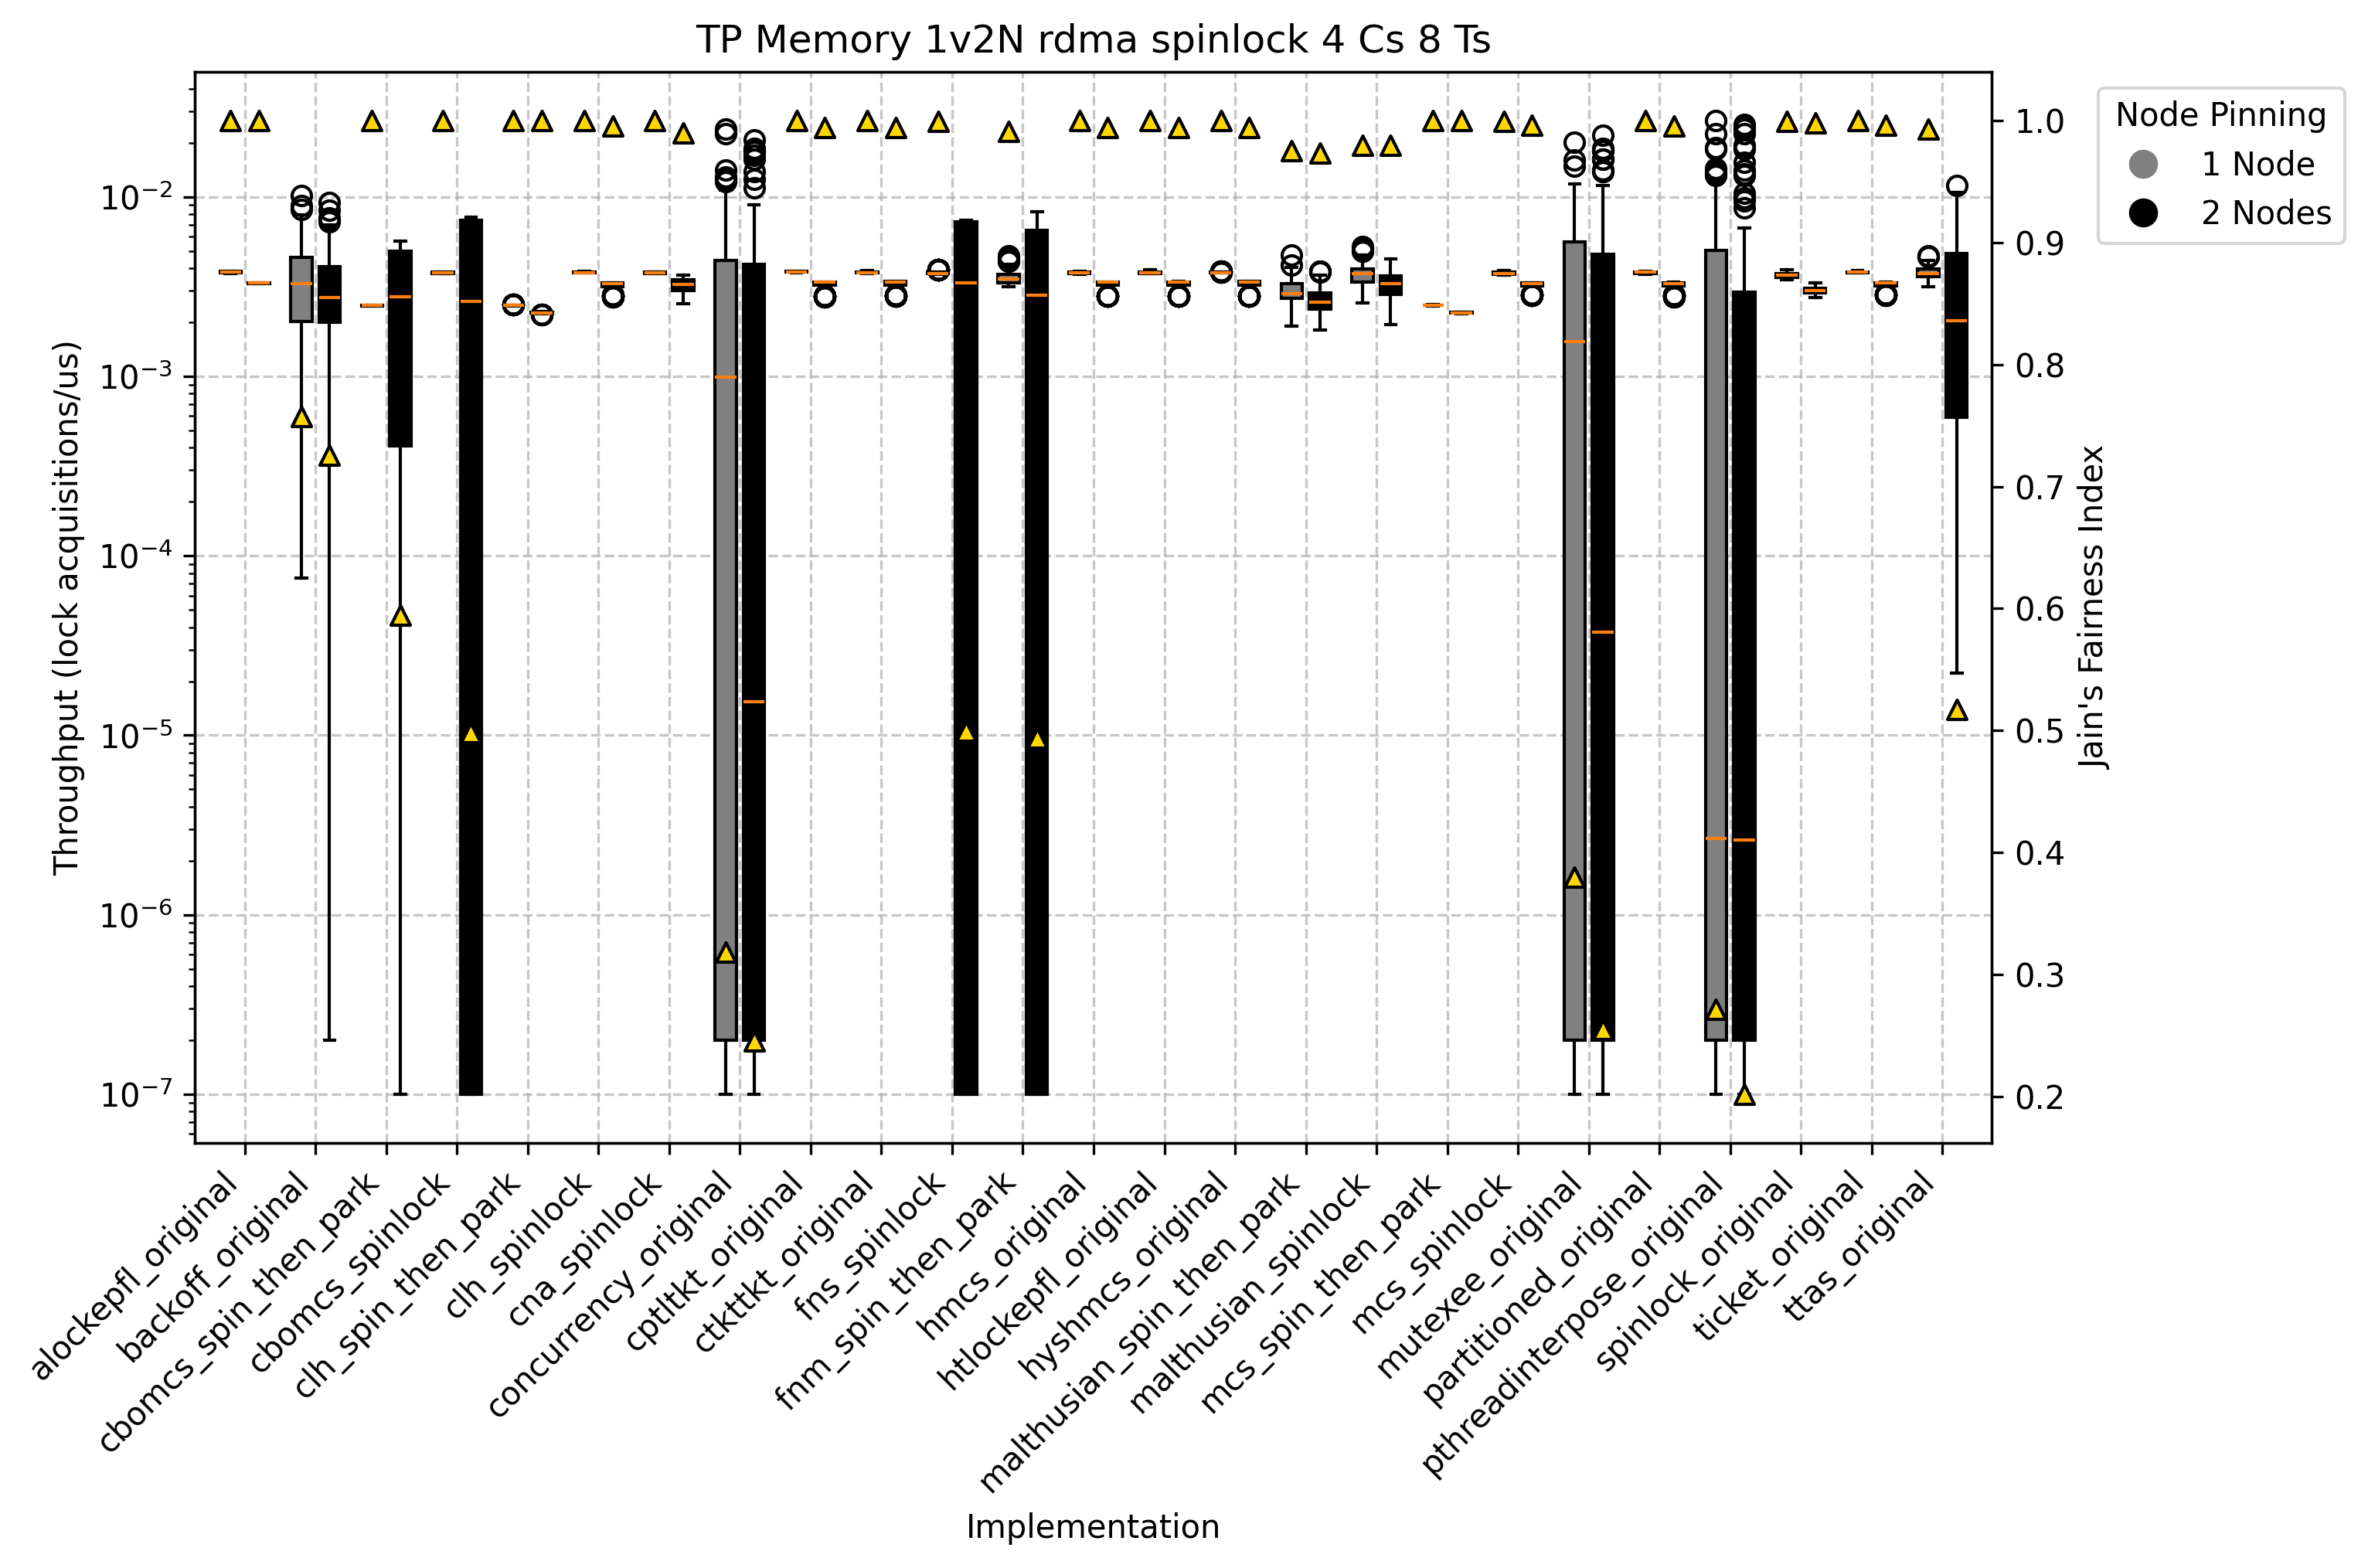 TP Memory 1v2N rdma spinlock 4 Cs 8 Ts
Throughput (lock acquisitions/us)
10⁻²
10⁻³
10⁻⁴
10⁻⁵
10⁻⁶
10⁻⁷
1.0
0.9
0.8
0.7
0.6
0.5
0.4
0.3
0.2
Jain's Fairness Index
Node Pinning
1 Node
2 Nodes
alockepfl_original
backoff_original
cbomcs_spin_then_park
cbomcs_spinlock
clh_spin_then_park
clh_spinlock
cna_spinlock
concurrency_original
cptltkt_original
ctkttkt_original
fns_spinlock
fnm_spin_then_park
hmcs_original
htlockepfl_original
hyshmcs_original
malthusian_spin_then_park
malthusian_spinlock
mcs_spin_then_park
mcs_spinlock
mutexee_original
partitioned_original
pthreadinterpose_original
spinlock_original
ticket_original
ttas_original
Implementation